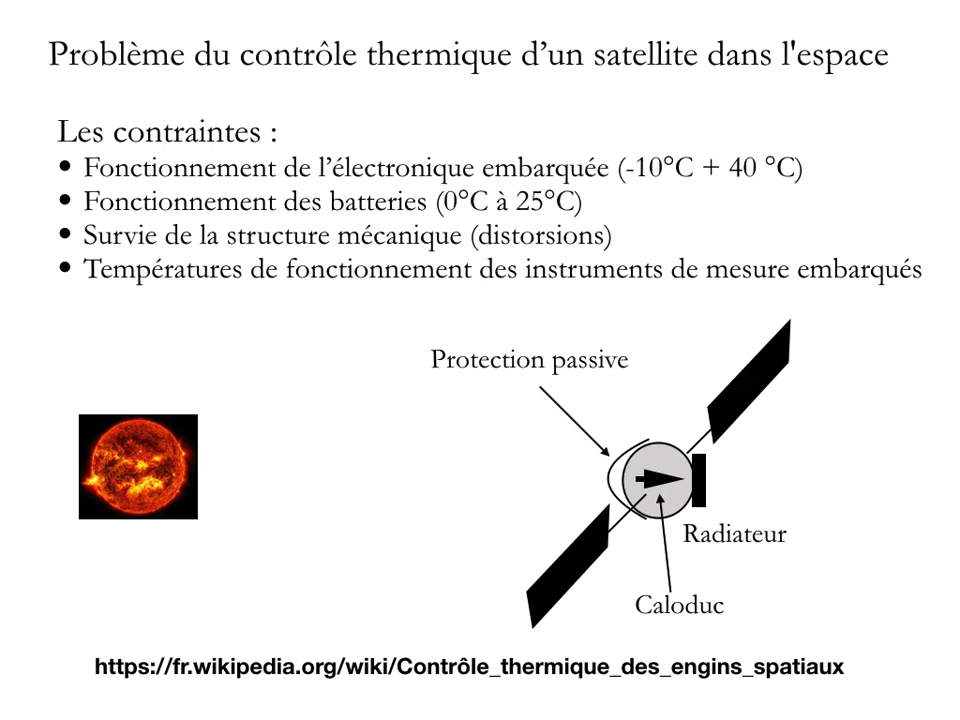 Problème du contrôle thermique d’un satellite dans l'espace
Les contraintes :
• Fonctionnement de l’électronique embarquée (-10°C + 40 °C)
• Fonctionnement des batteries (0°C à 25°C)
• Survie de la structure mécanique (distorsions)
• Températures de fonctionnement des instruments de mesure embarqués
Protection passive
Radiateur
Caloduc
https://fr.wikipedia.org/wiki/Contrôle_thermique_des_engins_spatiaux